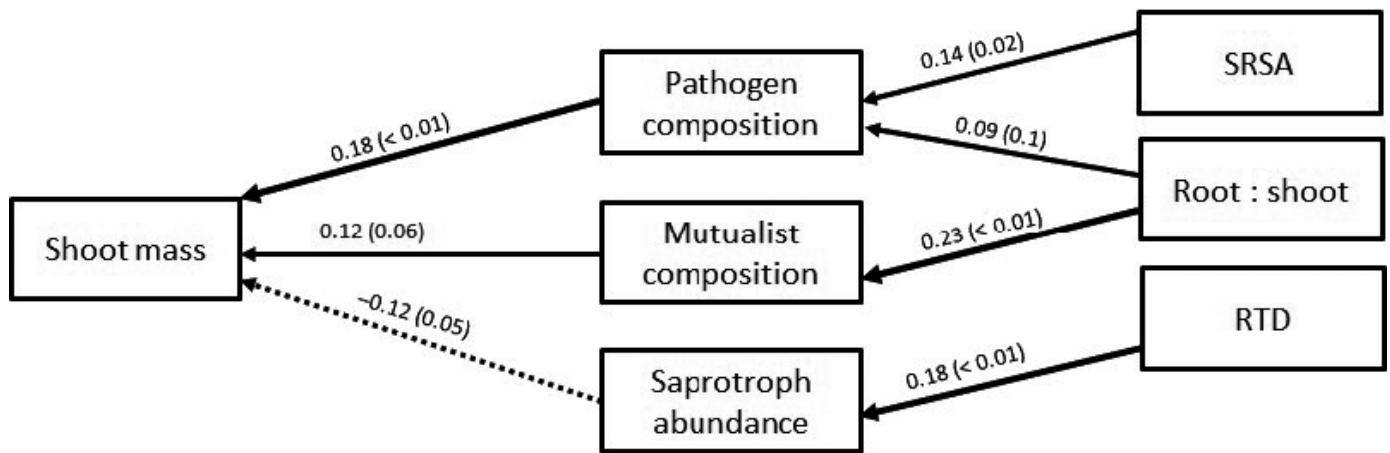 0.14 (0.02)
SRSA
Pathogen
composition
0.09 (0.1)
0.18 (< 0.01)
Root : shoot
Shoot mass
0.12 (0.06)
Mutualist
composition
0.23 (< 0.01)
−0.12 (0.05)
RTD
Saprotroph
abundance
0.18 (< 0.01)